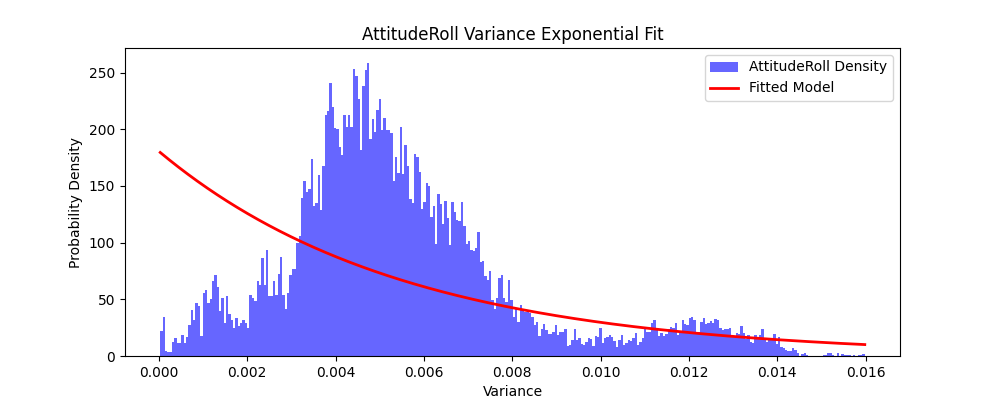 AttitudeRoll Variance Exponential Fit
AttitudeRoll Density
Fitted Model
Probability Density
250
200
150
100
50
0
0.000 0.002 0.004 0.006 0.008 0.010 0.012 0.014 0.016
Variance